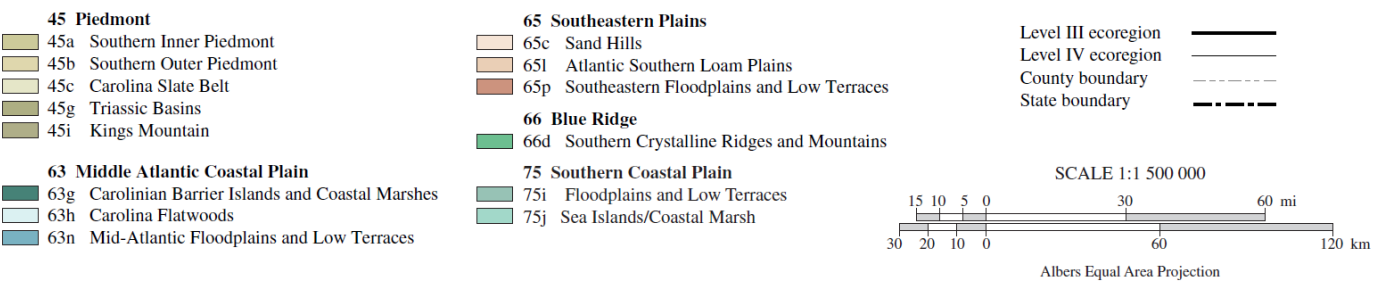 45 Piedmont
45a Southern Inner Piedmont
45b Southern Outer Piedmont
45c Carolina Slate Belt
45g Triassic Basins
45i Kings Mountain
63 Middle Atlantic Coastal Plain
63g Carolinian Barrier Islands and Coastal Marshes
63h Carolina Flatwoods
63n Mid-Atlantic Floodplains and Low Terraces
65 Southeastern Plains
65c Sand Hills
65l Atlantic Southern Loam Plains
65p Southeastern Floodplains and Low Terraces
66 Blue Ridge
66d Southern Crystalline Ridges and Mountains
75 Southern Coastal Plain
75i Floodplains and Low Terraces
75j Sea Islands/Coastal Marsh
Level III ecoregion
Level IV ecoregion
County boundary
State boundary
SCALE 1:1 500 000
15 10 5 0 30 60 mi
30 20 10 0 60 120 km
Albers Equal Area Projection